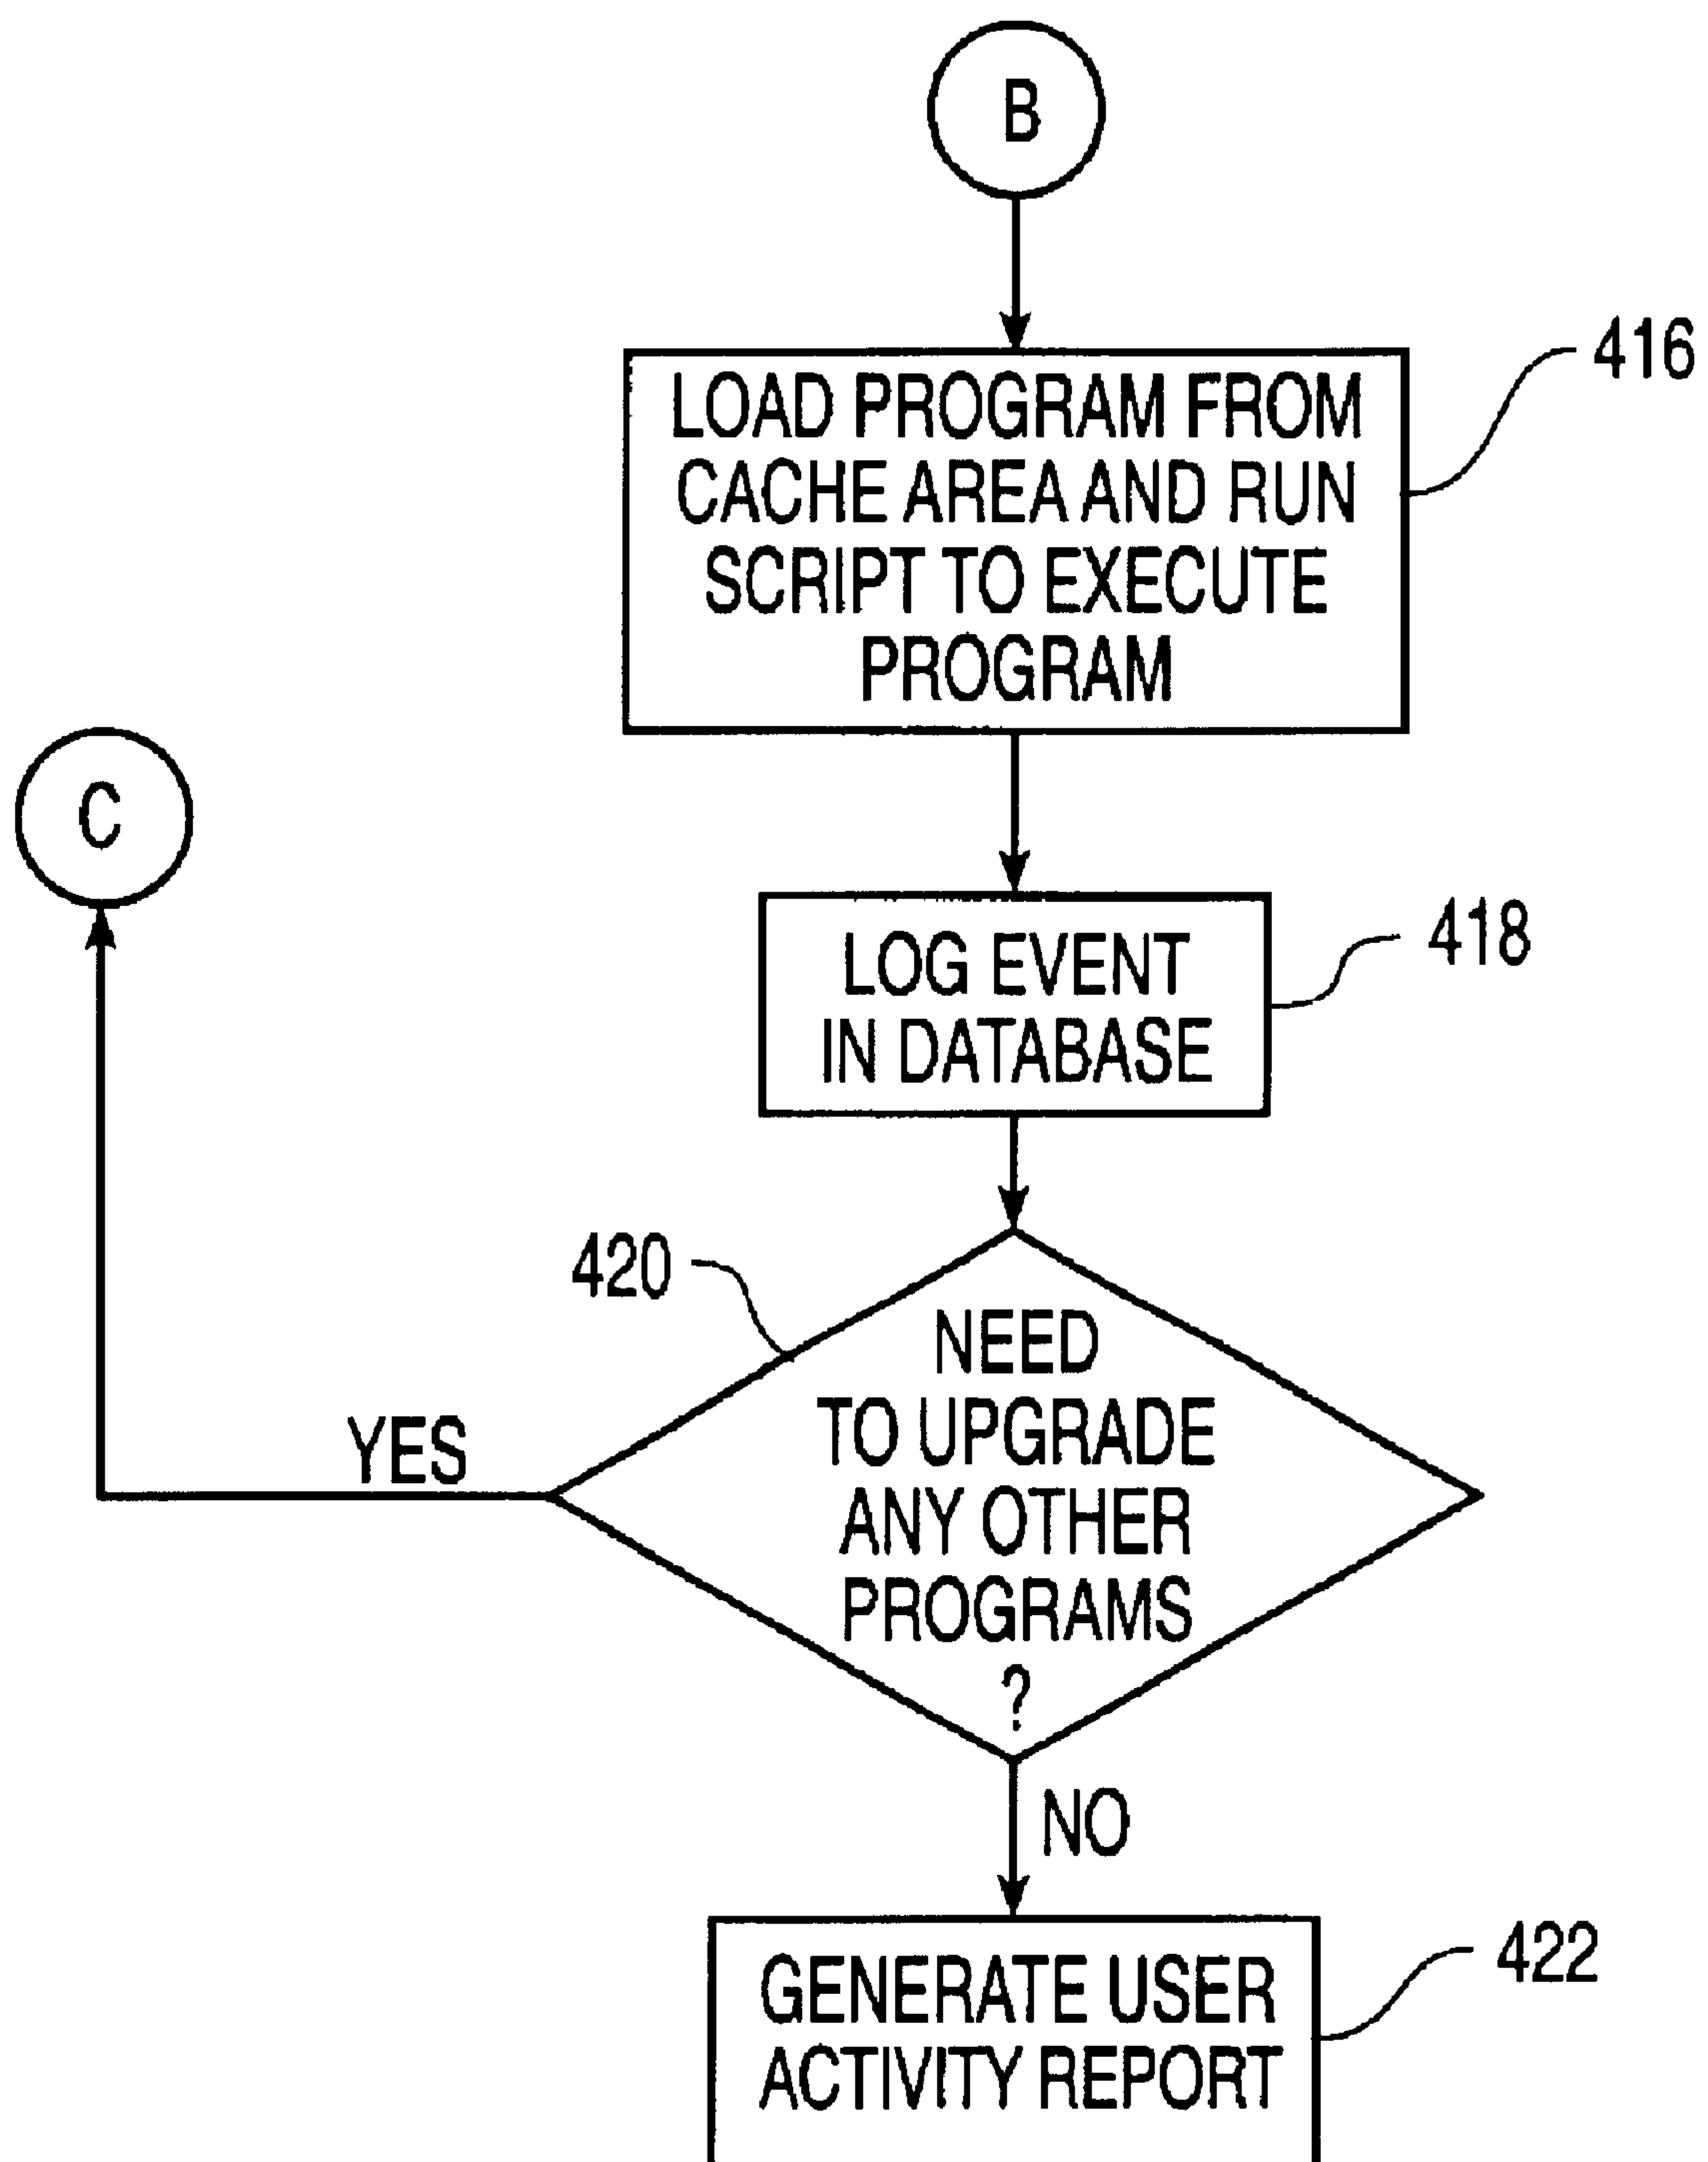 B
416
LOAD PROGRAM FROM
CACHE AREA AND RUN
SCRIPT TO EXECUTE
PROGRAM
C
418
LOG EVENT
IN DATABASE
420
NEED
TO UPGRADE
ANY OTHER
PROGRAMS
?
YES
NO
422
GENERATE USER
ACTIVITY REPORT